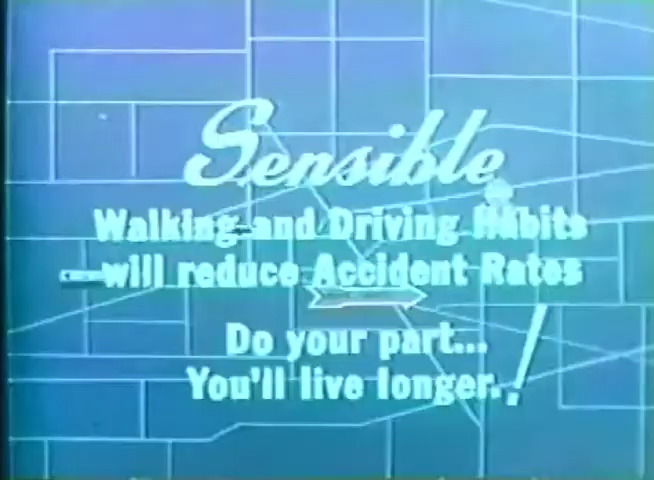 Sensible
Walking and Driving Habits
will reduce Accident Rates
Do your part...
You'll live longer..!